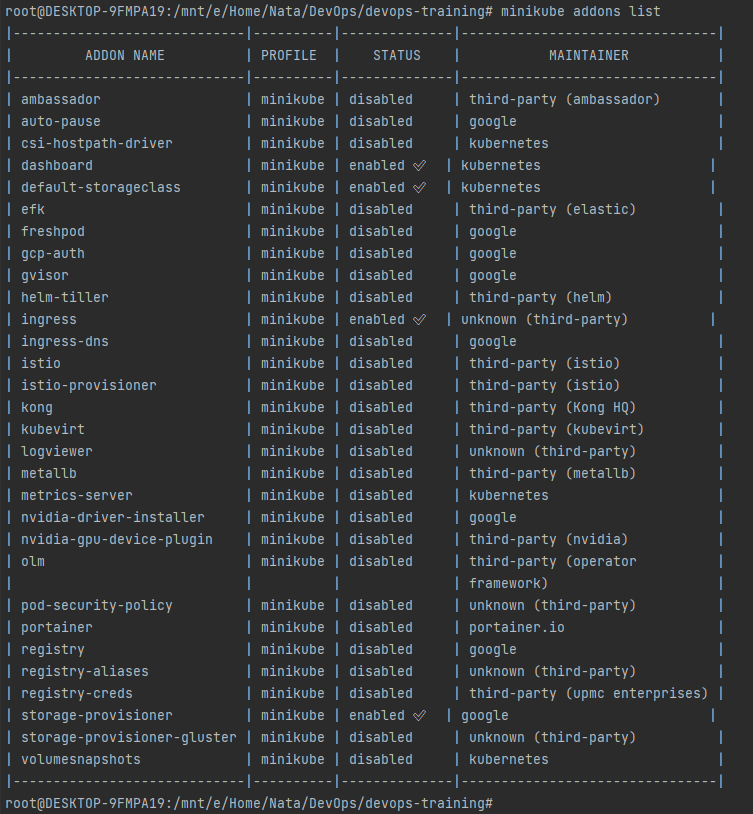 root@DESKTOP-9FMPA19:/mnt/e/Home/Nata/DevOps/devops-training# minikube addons list
|-----------------------------|----------|--------------|--------------------------------|
|         ADDON NAME          | PROFILE  |    STATUS    |           MAINTAINER           |
|-----------------------------|----------|--------------|--------------------------------|
| ambassador                  | minikube | disabled     | third-party (ambassador)       |
| auto-pause                  | minikube | disabled     | google                         |
| csi-hostpath-driver         | minikube | disabled     | kubernetes                     |
| dashboard                   | minikube | enabled ✅   | kubernetes                     |
| default-storageclass        | minikube | enabled ✅   | kubernetes                     |
| efk                         | minikube | disabled     | third-party (elastic)          |
| freshpod                    | minikube | disabled     | google                         |
| gcp-auth                    | minikube | disabled     | google                         |
| gvisor                      | minikube | disabled     | google                         |
| helm-tiller                 | minikube | disabled     | third-party (helm)             |
| ingress                     | minikube | enabled ✅   | unknown (third-party)          |
| ingress-dns                 | minikube | disabled     | google                         |
| istio                       | minikube | disabled     | third-party (istio)            |
| istio-provisioner           | minikube | disabled     | third-party (istio)            |
| kong                        | minikube | disabled     | third-party (Kong HQ)          |
| kubevirt                    | minikube | disabled     | third-party (kubevirt)         |
| logviewer                   | minikube | disabled     | unknown (third-party)          |
| metallb                     | minikube | disabled     | third-party (metallb)          |
| metrics-server              | minikube | disabled     | kubernetes                     |
| nvidia-driver-installer     | minikube | disabled     | google                         |
| nvidia-gpu-device-plugin    | minikube | disabled     | third-party (nvidia)           |
| olm                         | minikube | disabled     | third-party (operator          |
|                             |          |              | framework)                     |
| pod-security-policy         | minikube | disabled     | unknown (third-party)          |
| portainer                   | minikube | disabled     | portainer.io                   |
| registry                    | minikube | disabled     | google                         |
| registry-aliases            | minikube | disabled     | unknown (third-party)          |
| registry-creds              | minikube | disabled     | third-party (upmc enterprises) |
| storage-provisioner         | minikube | enabled ✅   | google                         |
| storage-provisioner-gluster | minikube | disabled     | unknown (third-party)          |
| volumesnapshots             | minikube | disabled     | kubernetes                     |
|-----------------------------|----------|--------------|--------------------------------|
root@DESKTOP-9FMPA19:/mnt/e/Home/Nata/DevOps/devops-training#